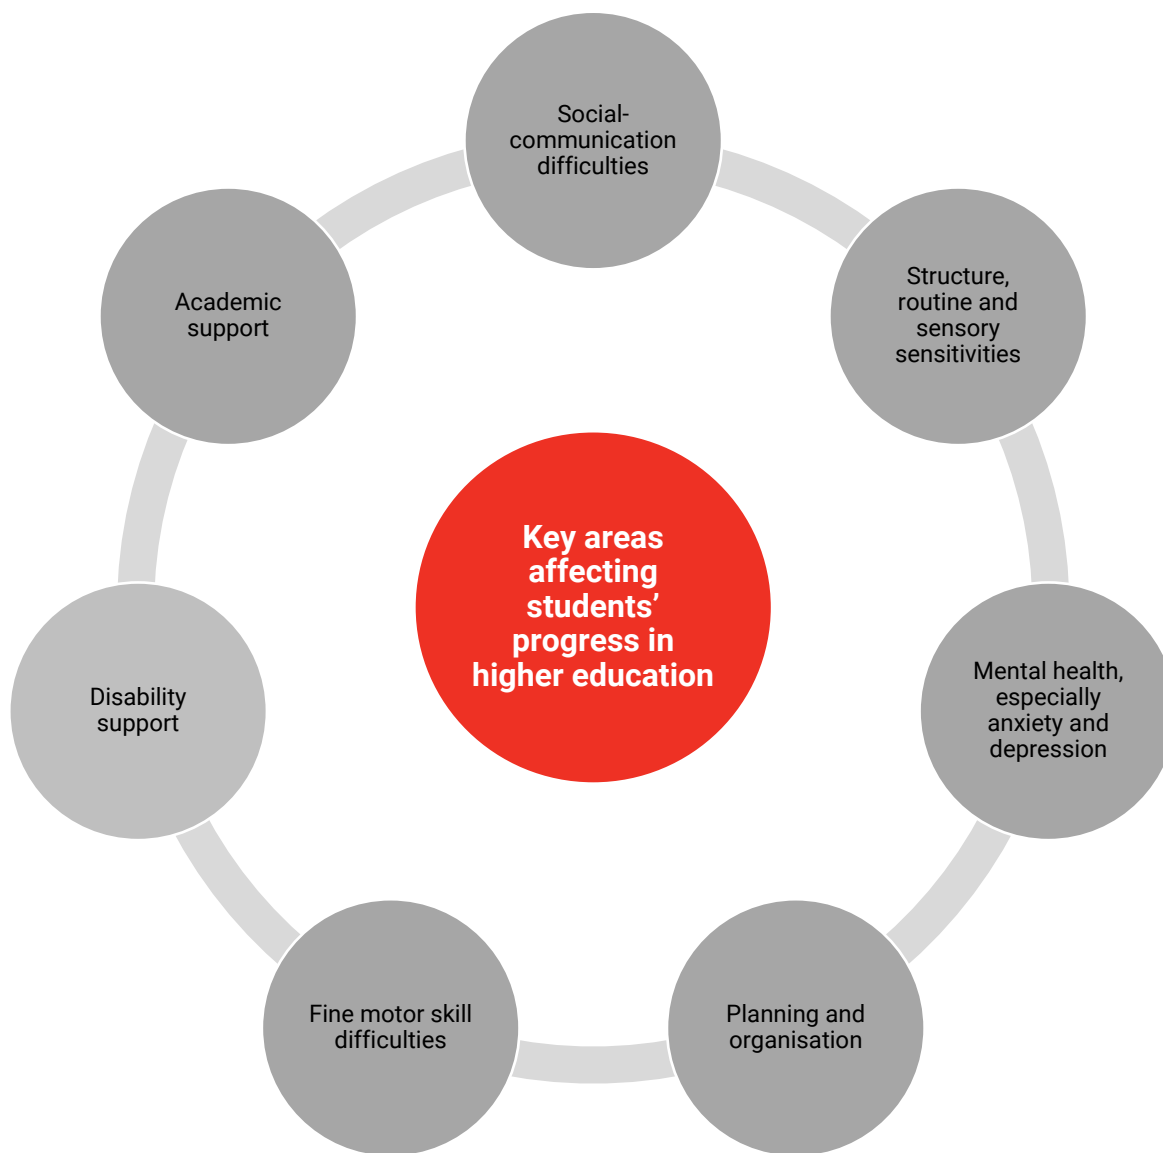 Social-
communication
difficulties
Structure,
routine and
sensory
sensitivities
Mental health,
especially
anxiety and
depression
Planning and
organisation
Fine motor skill
difficulties
Disability
support
Academic
support
Key areas
affecting
students’
progress in
higher education